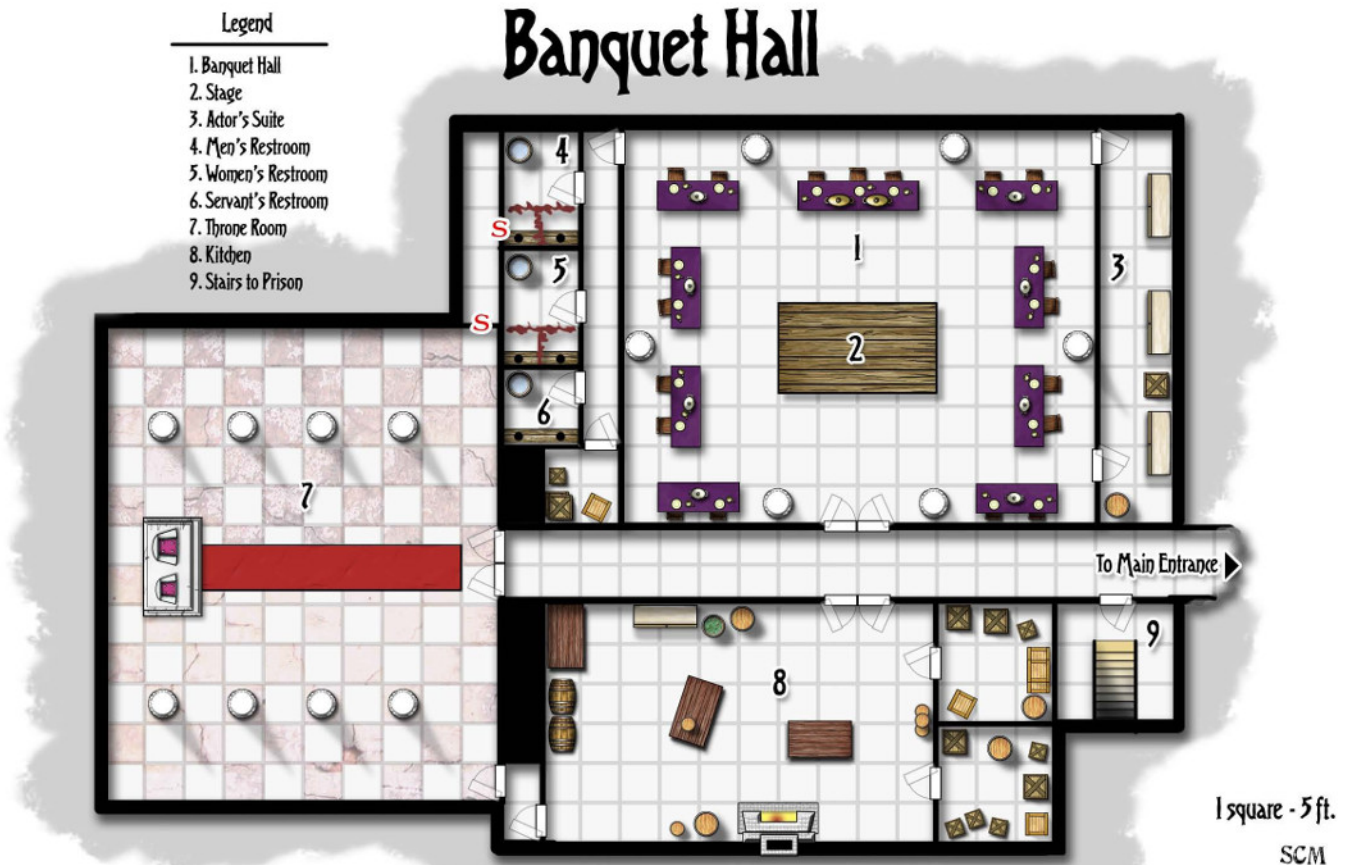 Banquet Hall
Legend
1. Banquet Hall
2. Stage
3. Actor's Suite
4. Men's Restroom
5. Women's Restroom
6. Servant's Restroom
7. Throne Room
8. Kitchen
9. Stairs to Prison
4
S
5
1
3
S
2
6
7
To Main Entrance
9
8
1 square - 5 ft.
SCM